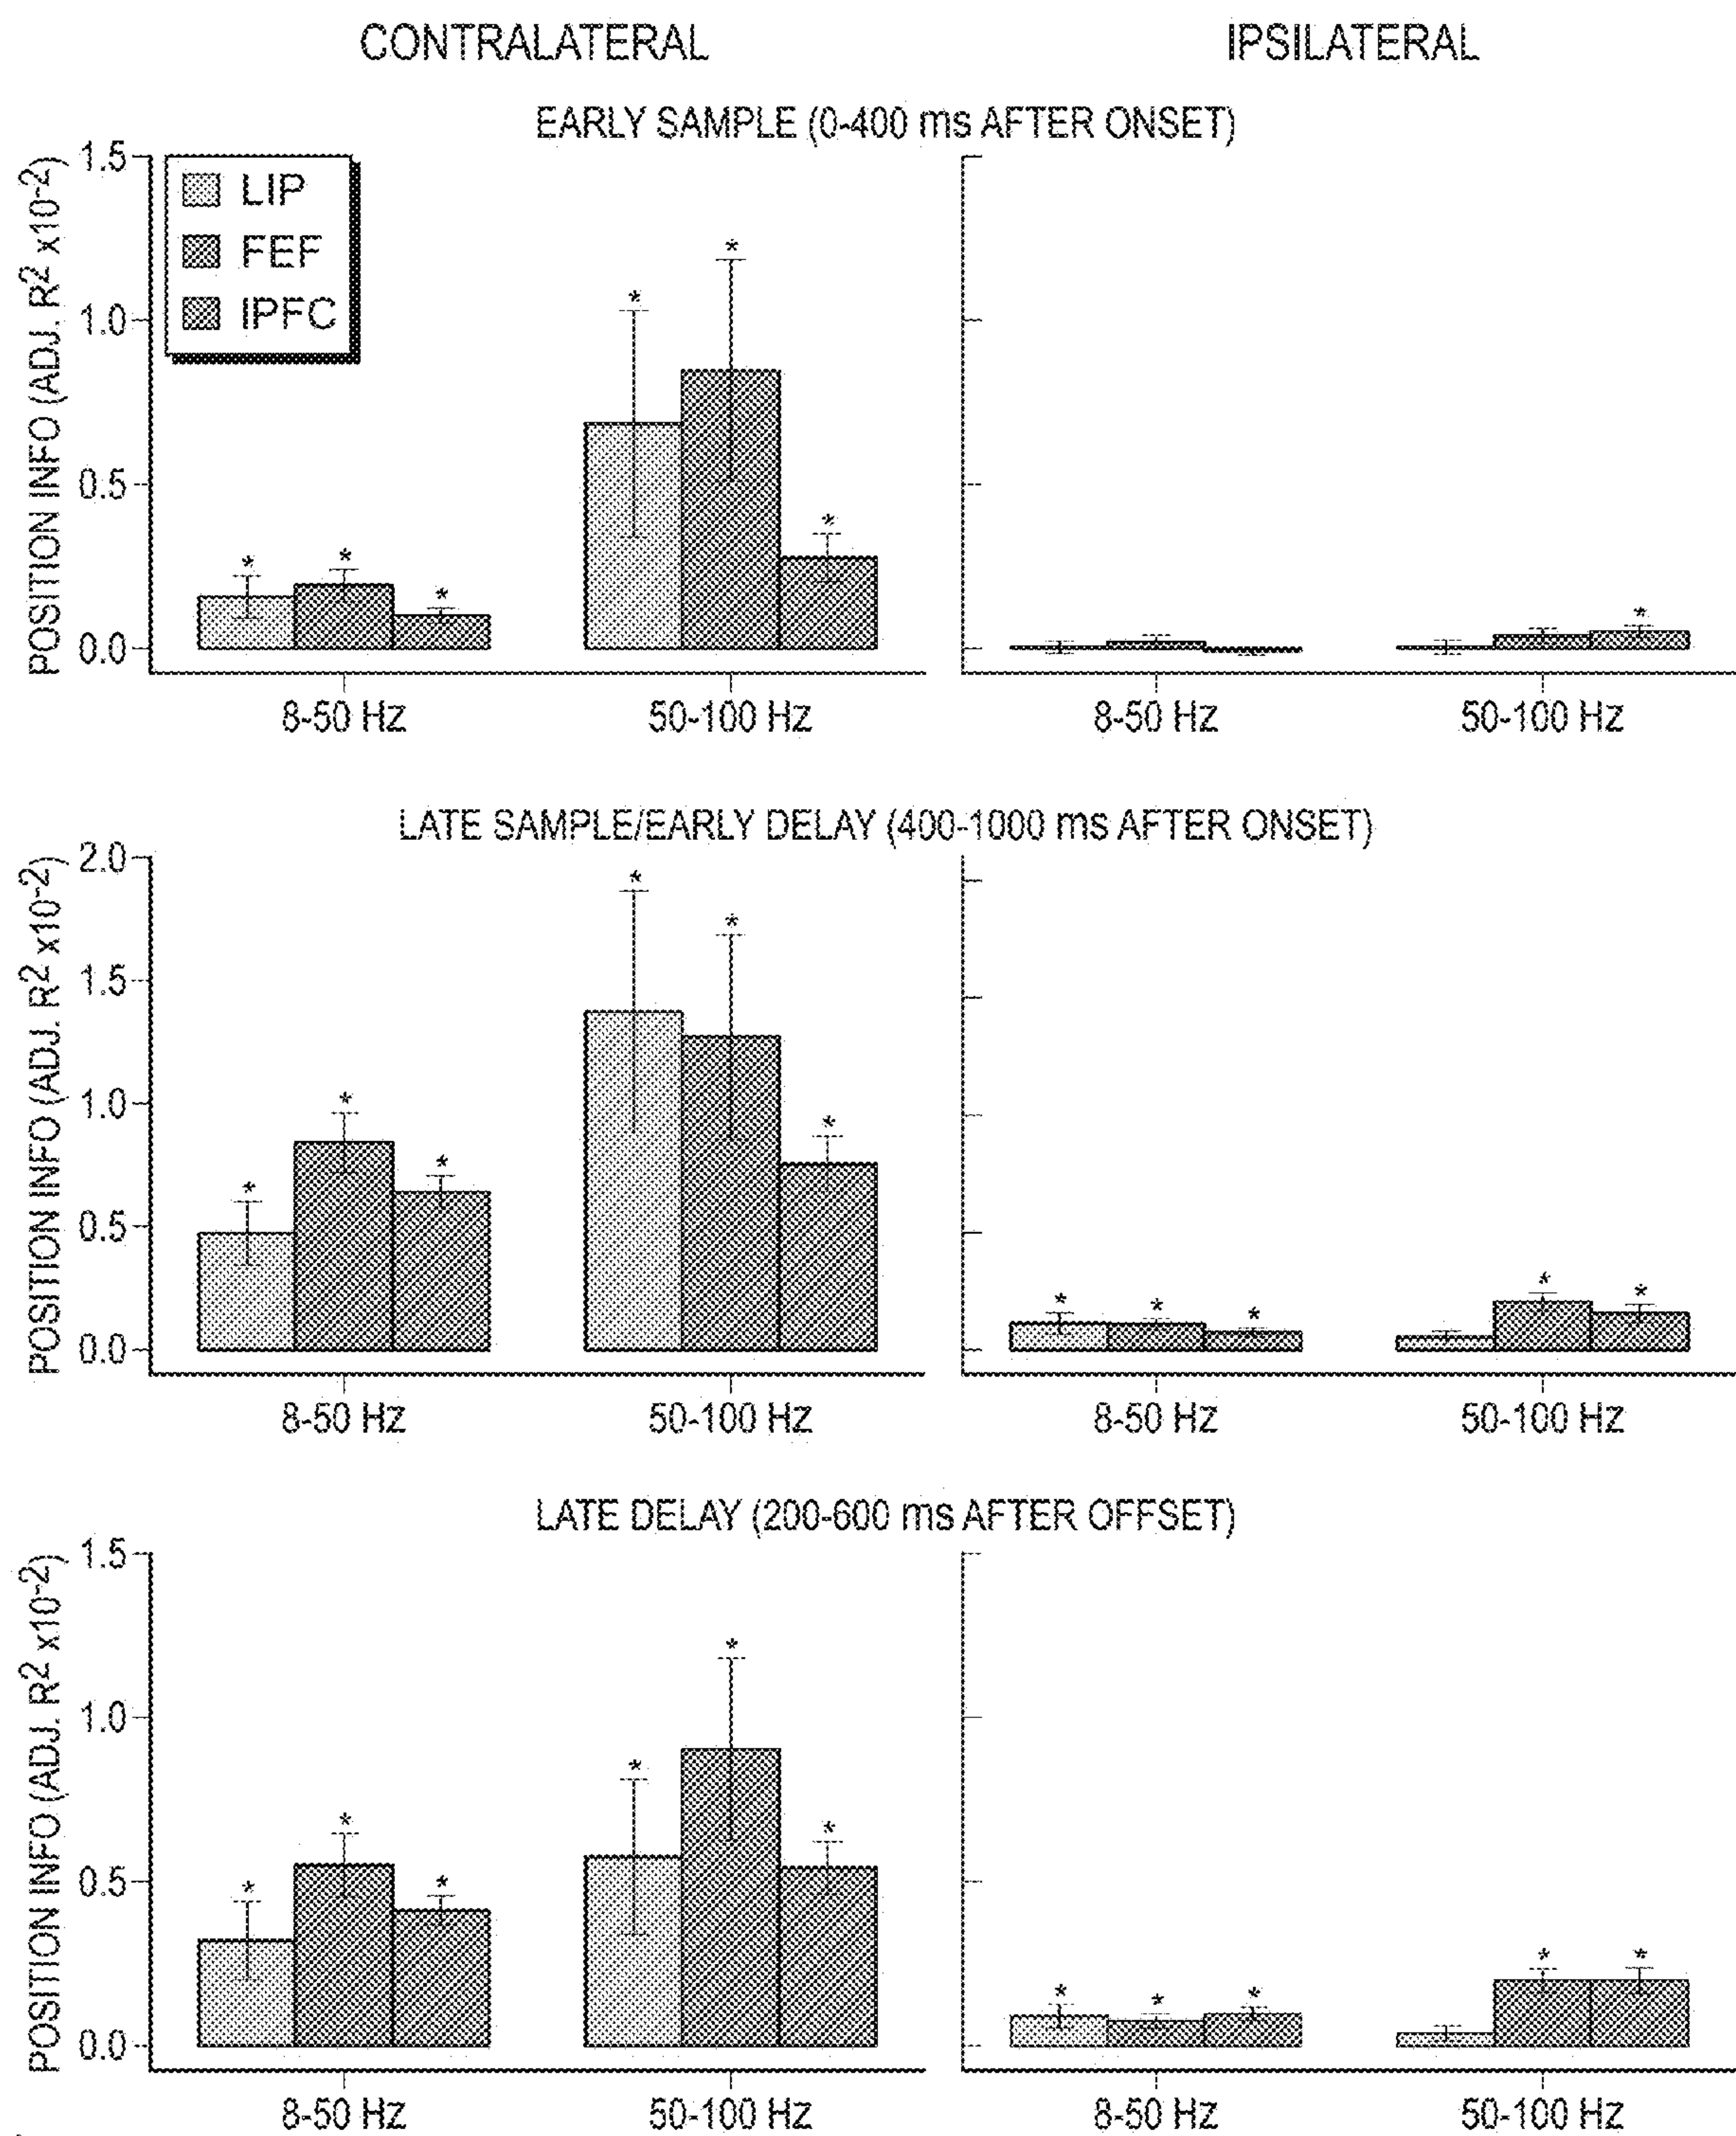 CONTRALATERAL
IPSILATERAL
EARLY SAMPLE (0-400 ms AFTER ONSET)
POSITION INFO (ADJ. R² x10⁻²)
1.5
1.0
0.5
0.0
LIP
FEF
lPFC
* * * * * *
*
8-50 Hz
50-100 Hz
8-50 Hz
50-100 Hz
LATE SAMPLE/EARLY DELAY (400-1000 ms AFTER ONSET)
POSITION INFO (ADJ. R² x10⁻²)
2.0
1.5
1.0
0.5
0.0
* * * * * *
* * * * *
8-50 Hz
50-100 Hz
8-50 Hz
50-100 Hz
LATE DELAY (200-600 ms AFTER OFFSET)
POSITION INFO (ADJ. R² x10⁻²)
1.5
1.0
0.5
0.0
* * * * * *
* * * * *
8-50 Hz
50-100 Hz
8-50 Hz
50-100 Hz